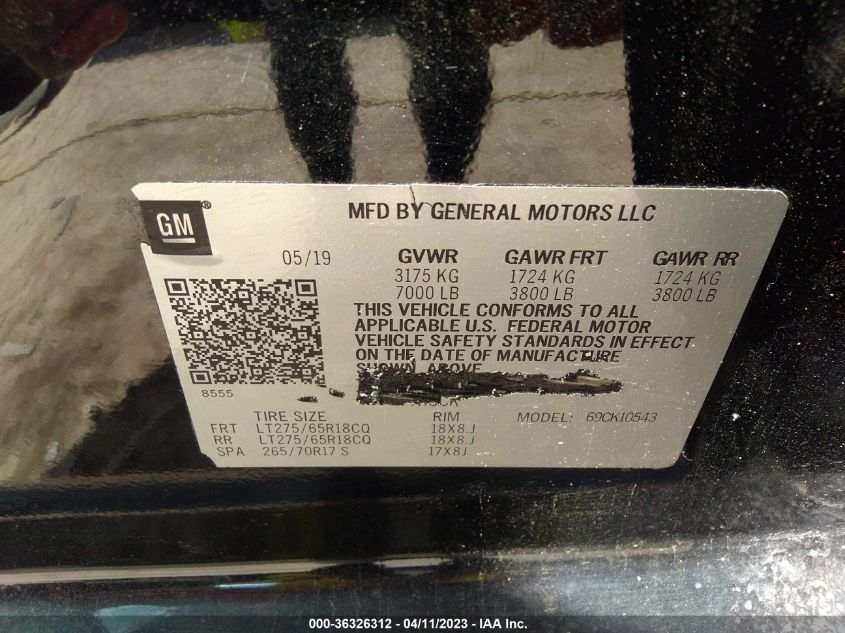 GM®
MFD BY GENERAL MOTORS LLC
05/19 GVWR GAWR FRT GAWR RR
3175 KG 1724 KG 1724 KG
7000 LB 3800 LB 3800 LB
THIS VEHICLE CONFORMS TO ALL
APPLICABLE U.S. FEDERAL MOTOR
VEHICLE SAFETY STANDARDS IN EFFECT
ON THE DATE OF MANUFACTURE
SHOWN ABOVE
8555
TIRE SIZE RIM MODEL: 69CK10543
FRT LT275/65R18CQ 18X8.J
RR LT275/65R18CQ 18X8.J
SPA 265/70R17 S 17X8J
000-36326312 - 04/11/2023 - IAA Inc.